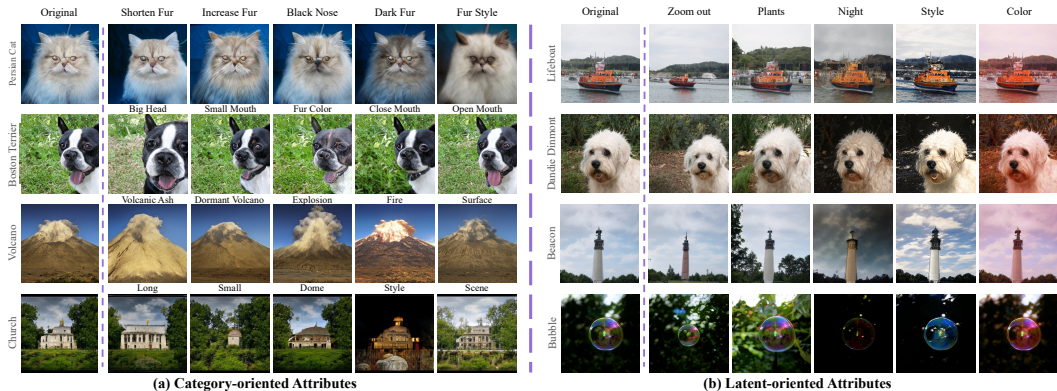 Original Shorten Fur Increase Fur Black Nose Dark Fur Fur Style
Persian Cat
Big Head Small Mouth Fur Color Close Mouth Open Mouth
Boston Terrier
Volcanic Ash Dormant Volcano Explosion Fire Surface
Volcano
Long Small Dome Style Scene
Church
(a) Category-oriented Attributes
Original Zoom out Plants Night Style Color
Lifeboat
Dandie Dinmont
Beacon
Bubble
(b) Latent-oriented Attributes